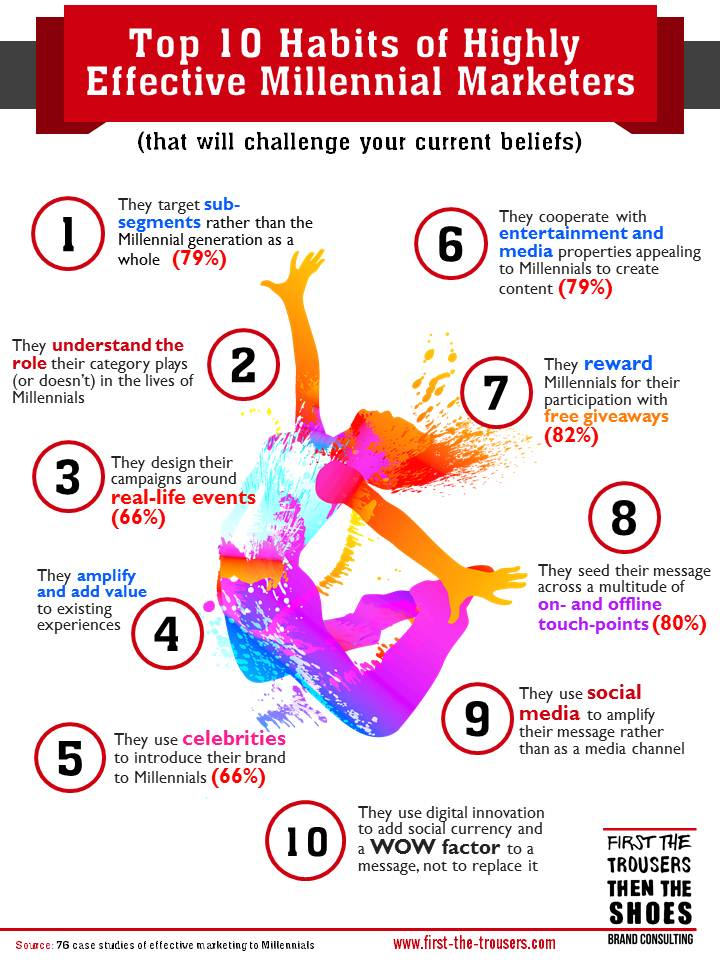 Top 10 Habits of Highly
Effective Millennial Marketers
(that will challenge your current beliefs)
1
They target sub-
segments rather than the
Millennial generation as a
whole (79%)
2
They understand the
role their category plays
(or doesn't) in the lives of
Millennials
3
They design their
campaigns around
real-life events
(66%)
4
They amplify
and add value
to existing
experiences
5
They use celebrities
to introduce their brand
to Millennials (66%)
6
They cooperate with
entertainment and
media properties appealing
to Millennials to create
content (79%)
7
They reward
Millennials for their
participation with
free giveaways
(82%)
8
They seed their message
across a multitude of
on- and offline
touch-points (80%)
9
They use social
media to amplify
their message rather
than as a media channel
10
They use digital innovation
to add social currency and
a WOW factor to a
message, not to replace it
FIRST THE
TROUSERS
THEN THE
SHOES
BRAND CONSULTING
Source: 76 case studies of effective marketing to Millennials
www.first-the-trousers.com